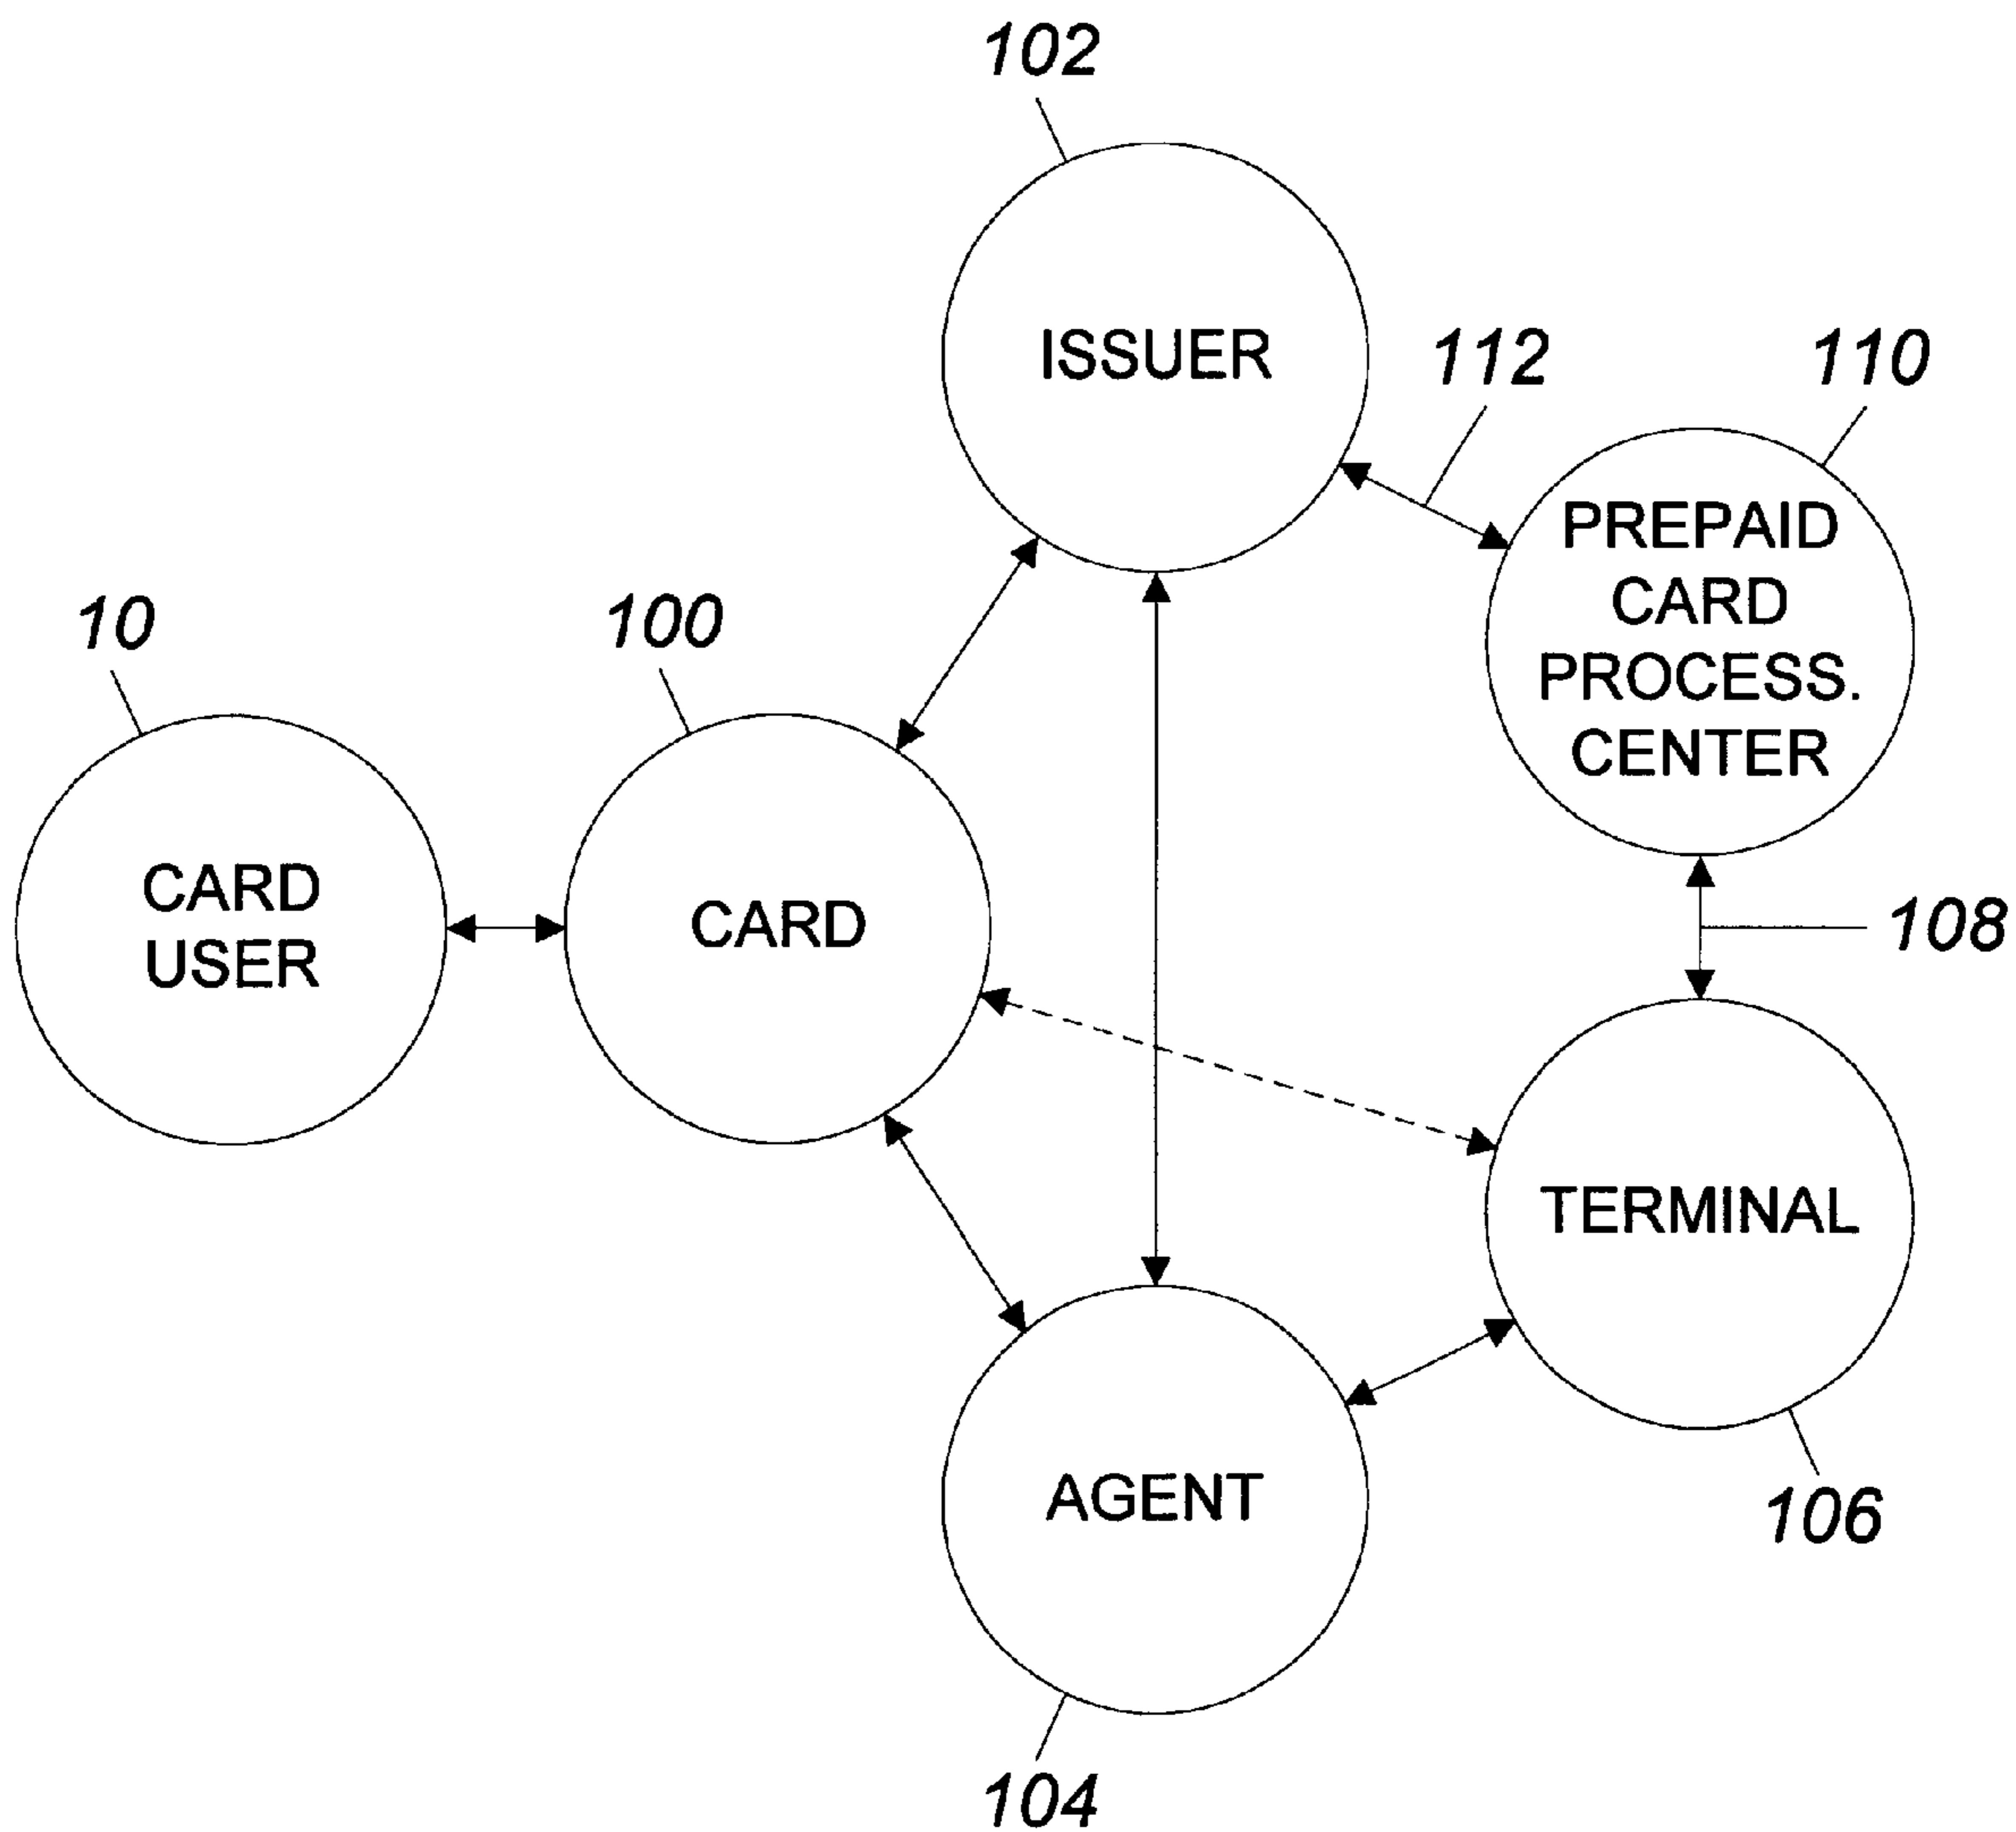 102
ISSUER
112
110
PREPAID
CARD
PROCESS.
CENTER
10
100
CARD
USER
CARD
108
TERMINAL
AGENT
106
104